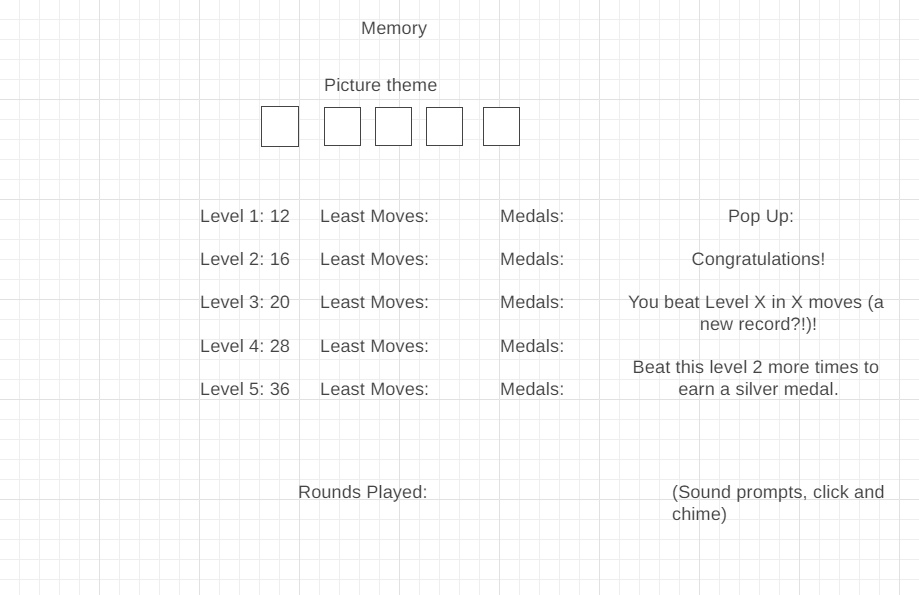 Memory
Picture theme
Level 1: 12 Least Moves: Medals:
Level 2: 16 Least Moves: Medals:
Level 3: 20 Least Moves: Medals:
Level 4: 28 Least Moves: Medals:
Level 5: 36 Least Moves: Medals:
Pop Up:
Congratulations!
You beat Level X in X moves (a
new record?!)!
Beat this level 2 more times to
earn a silver medal.
Rounds Played:
(Sound prompts, click and
chime)